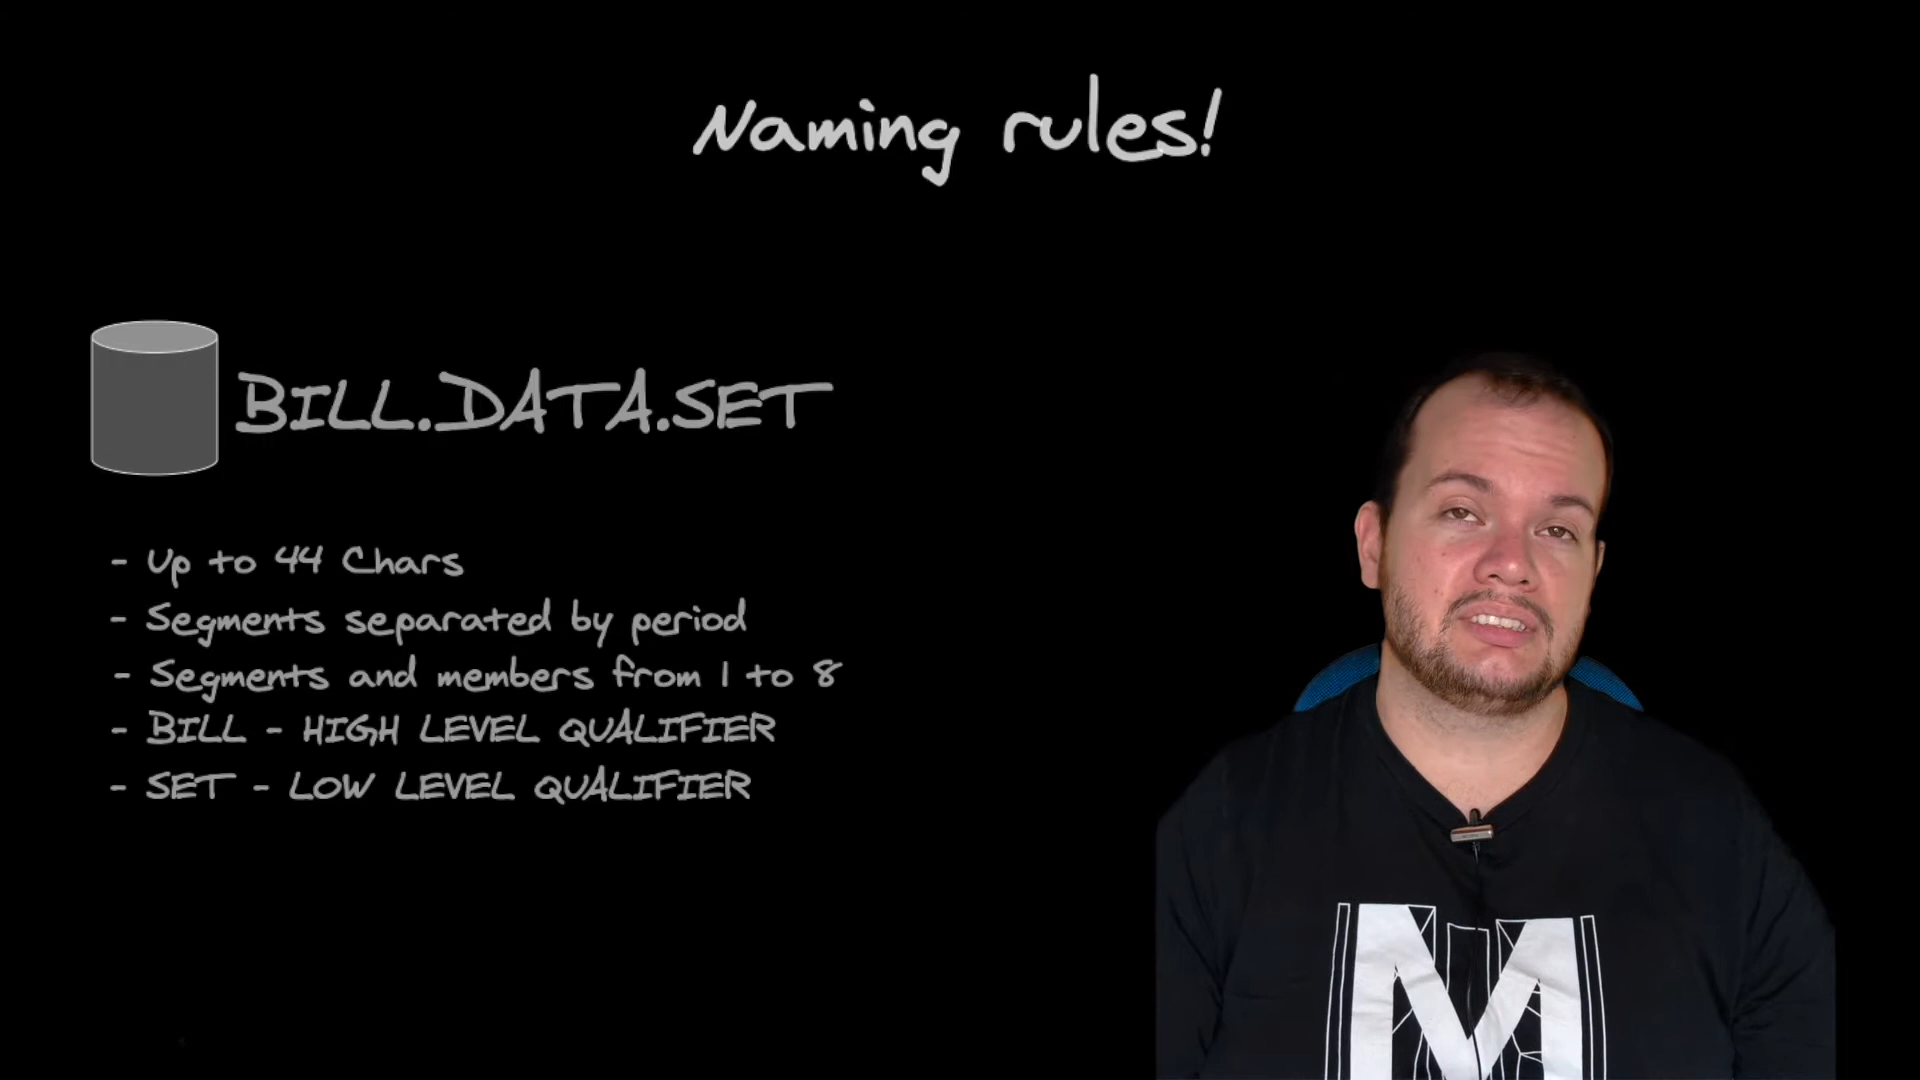 Naming rules!
BILL.DATA.SET
- Up to 44 Chars
- Segments separated by period
- Segments and members from 1 to 8
- BILL - HIGH LEVEL QUALIFIER
- SET - LOW LEVEL QUALIFIER
M